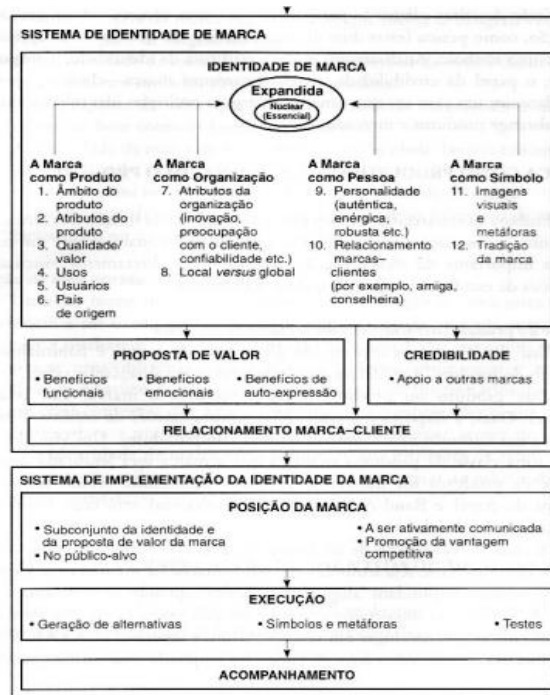 SISTEMA DE IDENTIDADE DE MARCA
IDENTIDADE DE MARCA
Expandida
Nuclear
(Essencial)
A Marca
como Produto
1. Âmbito do
produto
2. Atributos do
produto
3. Qualidade/
valor
4. Usos
5. Usuários
6. País
de origem
A Marca
como Organização
7. Atributos da
organização
(inovação,
preocupação
com o cliente,
confiabilidade etc.)
8. Local versus global
A Marca
como Pessoa
9. Personalidade
(autêntica,
enérgica,
robusta etc.)
10. Relacionamento
marcas–
clientes
(por exemplo, amiga,
conselheira)
A Marca
como Símbolo
11. Imagens
visuais
e
metáforas
12. Tradição
da marca
PROPOSTA DE VALOR
• Benefícios
funcionais
• Benefícios
emocionais
• Benefícios de
auto-expressão
CREDIBILIDADE
• Apoio a outras marcas
RELACIONAMENTO MARCA–CLIENTE
SISTEMA DE IMPLEMENTAÇÃO DA IDENTIDADE DA MARCA
POSIÇÃO DA MARCA
• Subconjunto da identidade e
da proposta de valor da marca
• No público-alvo
• A ser ativamente comunicada
• Promoção da vantagem
competitiva
EXECUÇÃO
• Geração de alternativas
• Símbolos e metáforas
• Testes
ACOMPANHAMENTO